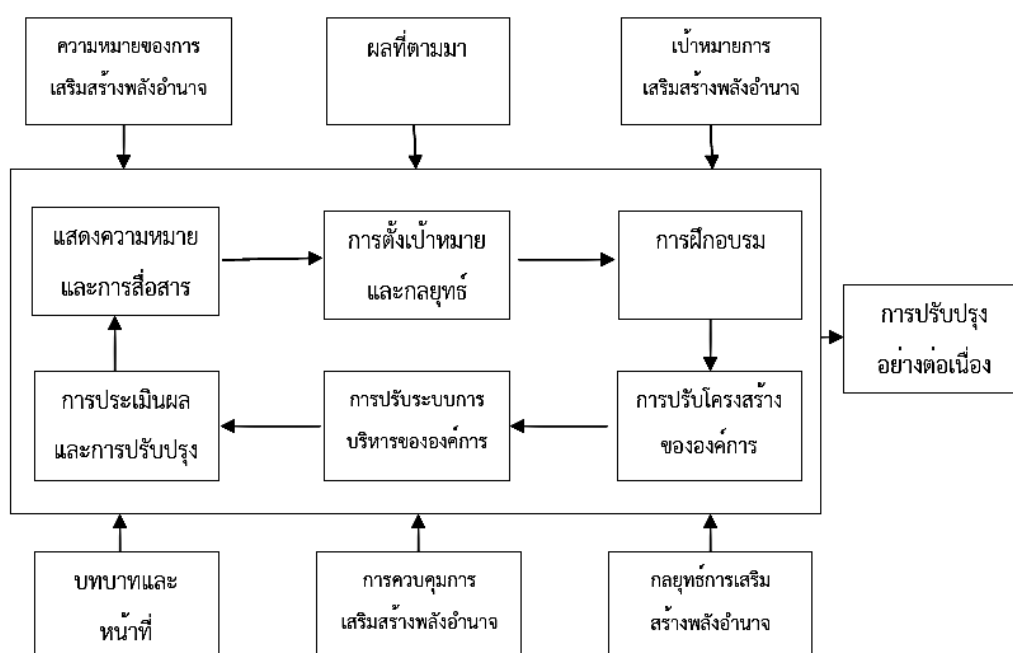 ความหมายของการ
เสริมสร้างพลังอำนาจ
ผลที่ตามมา
เป้าหมายการ
เสริมสร้างพลังอำนาจ
แสดงความหมาย
และการสื่อสาร
การตั้งเป้าหมาย
และกลยุทธ์
การฝึกอบรม
การปรับปรุง
อย่างต่อเนื่อง
การประเมินผล
และการปรับปรุง
การปรับระบบการ
บริหารขององค์การ
การปรับโครงสร้าง
ขององค์การ
บทบาทและ
หน้าที่
การควบคุมการ
เสริมสร้างพลังอำนาจ
กลยุทธ์การเสริม
สร้างพลังอำนาจ